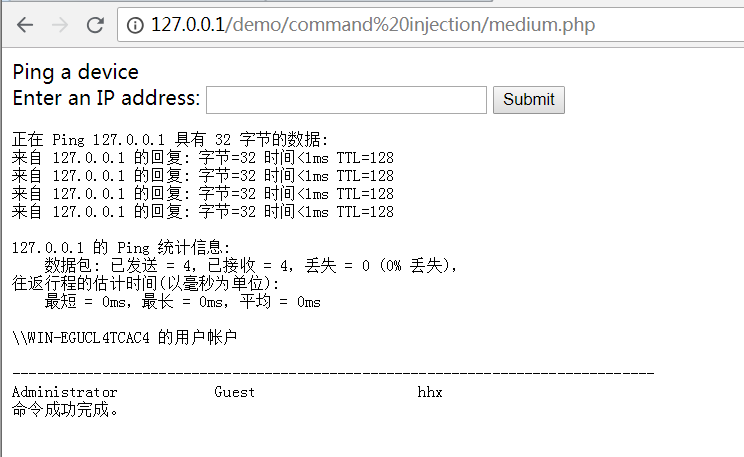 127.0.0.1/demo/command%20injection/medium.php
Ping a device
Enter an IP address: Submit
正在 Ping 127.0.0.1 具有 32 字节的数据:
来自 127.0.0.1 的回复: 字节=32 时间<1ms TTL=128
来自 127.0.0.1 的回复: 字节=32 时间<1ms TTL=128
来自 127.0.0.1 的回复: 字节=32 时间<1ms TTL=128
来自 127.0.0.1 的回复: 字节=32 时间<1ms TTL=128
127.0.0.1 的 Ping 统计信息:
数据包: 已发送 = 4，已接收 = 4，丢失 = 0 (0% 丢失)，
往返行程的估计时间(以毫秒为单位):
最短 = 0ms，最长 = 0ms，平均 = 0ms
\\WIN-EGUCL4TCAC4 的用户帐户
-------------------------------------------------------------------------------
Administrator Guest hhx
命令成功完成。